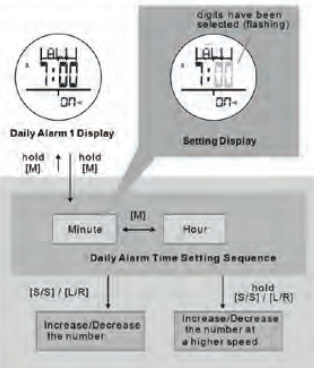 digits have been
selected (flashing)
A
7:00
ON
A
7:00
ON
Daily Alarm 1 Display
Setting Display
hold
[M]
hold
[M]
Minute
[M]
Hour
Daily Alarm Time Setting Sequence
[S/S] / [L/R]
hold
[S/S] / [L/R]
Increase/Decrease
the number
Increase/Decrease
the number at
a higher speed